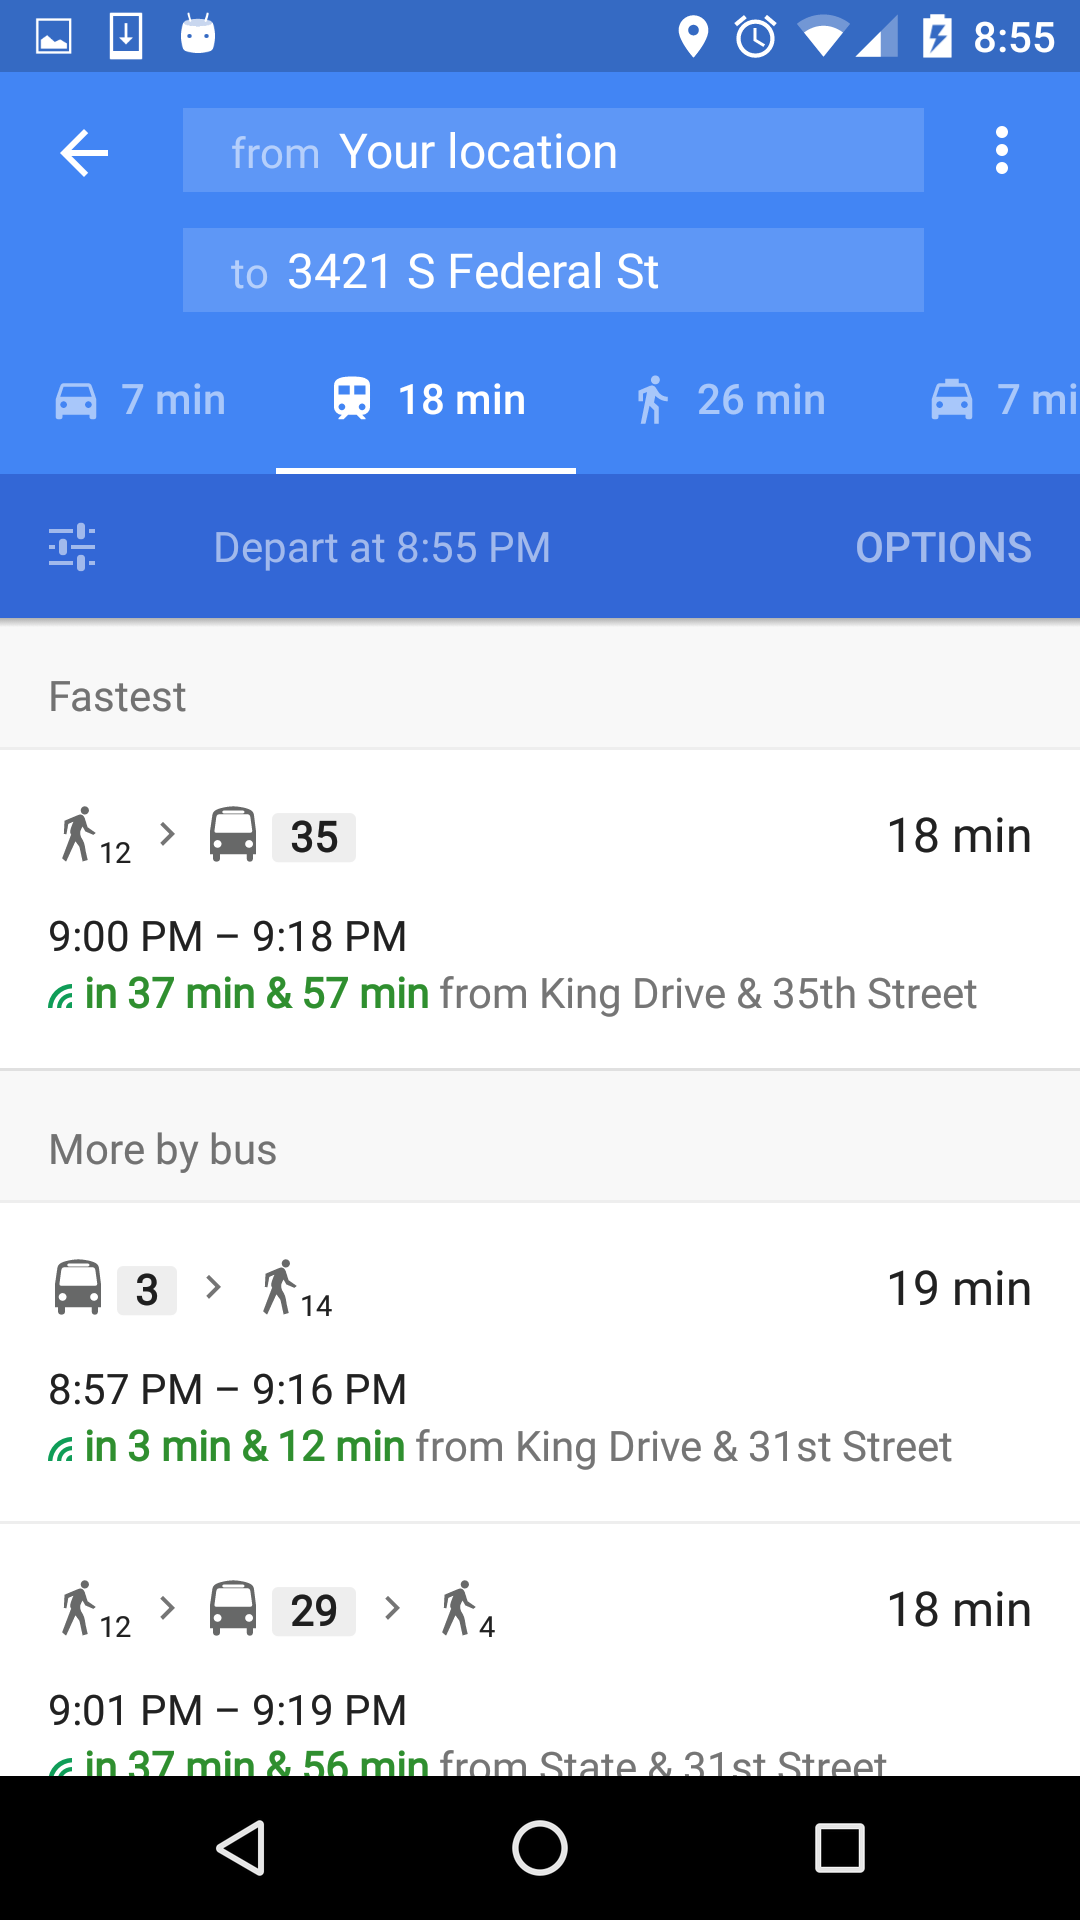 8:55
from Your location
to 3421 S Federal St
7 min 18 min 26 min 7 mi
Depart at 8:55 PM OPTIONS
Fastest
12 35 18 min
9:00 PM – 9:18 PM
in 37 min & 57 min from King Drive & 35th Street
More by bus
3 14 19 min
8:57 PM – 9:16 PM
in 3 min & 12 min from King Drive & 31st Street
12 29 4 18 min
9:01 PM – 9:19 PM
in 37 min & 56 min from State & 31st Street